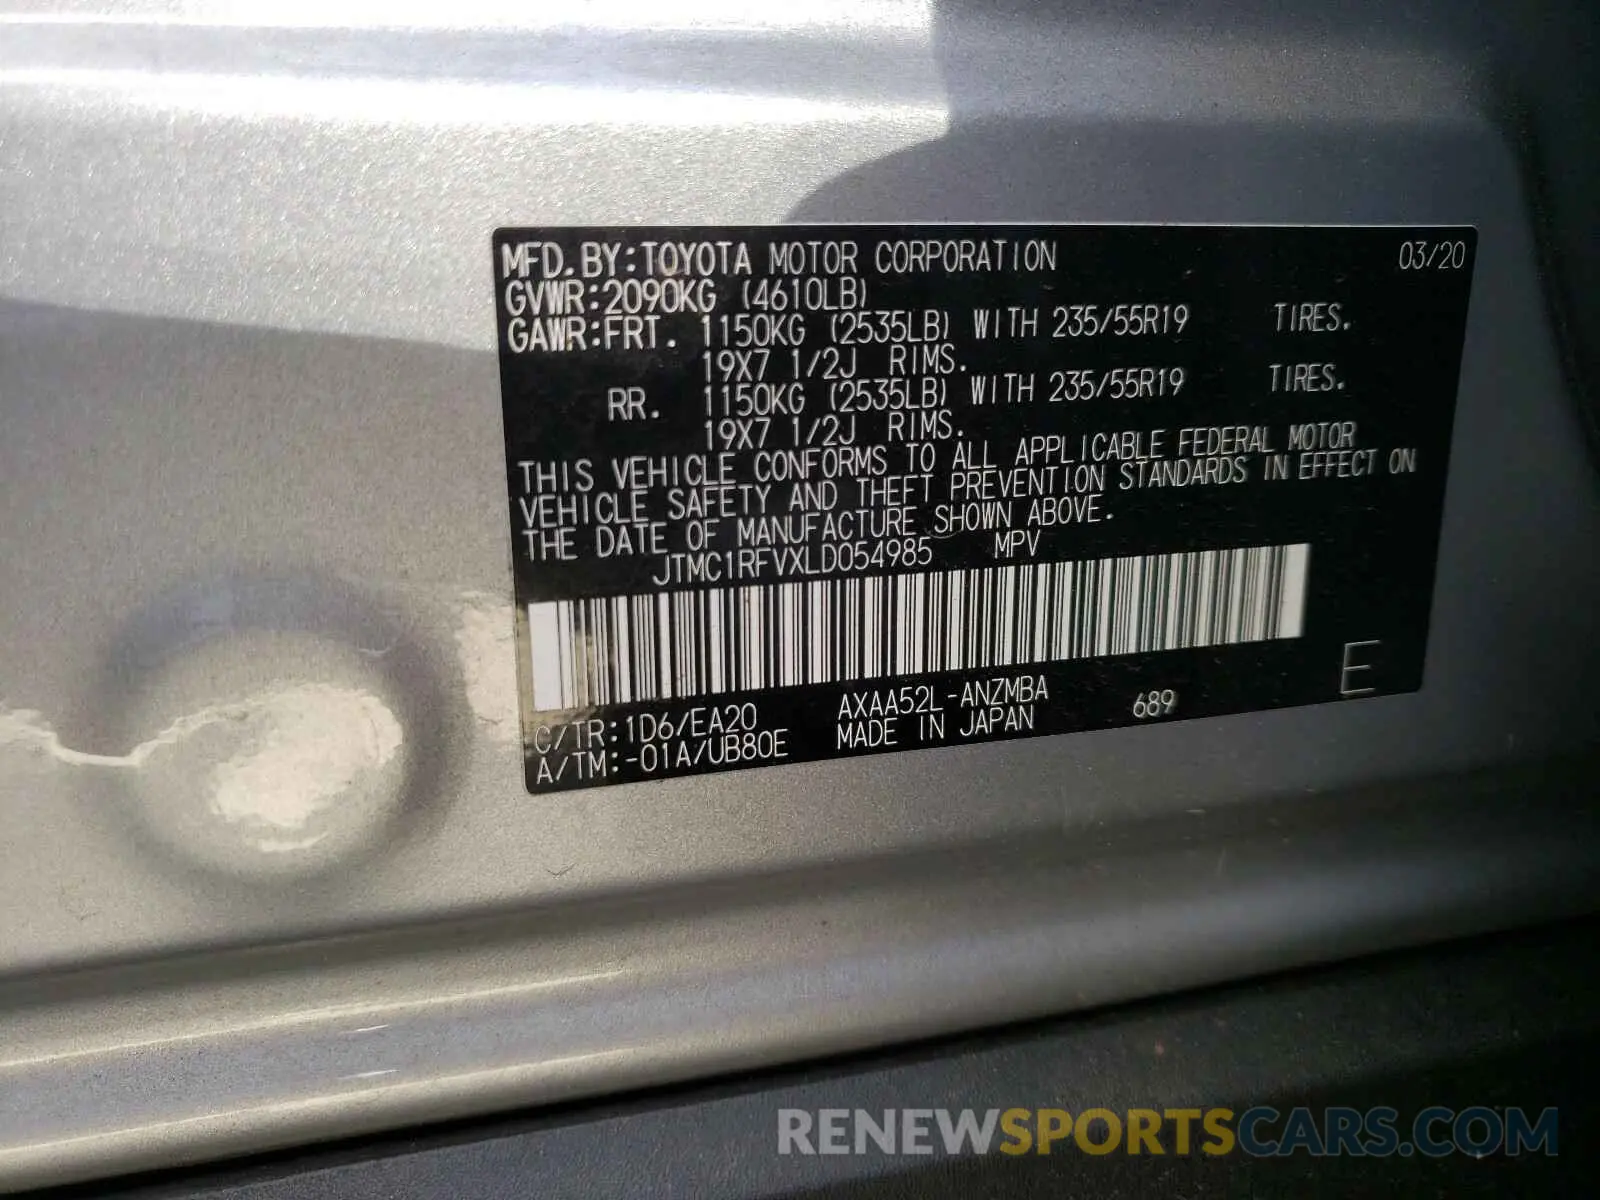 MFD. BY:TOYOTA MOTOR CORPORATION 03/20
GVWR:2090KG (4610LB)
GAWR:FRT. 1150KG (2535LB) WITH 235/55R19 TIRES.
19X7 1/2J RIMS.
RR. 1150KG (2535LB) WITH 235/55R19 TIRES.
19X7 1/2J RIMS.
THIS VEHICLE CONFORMS TO ALL APPLICABLE FEDERAL MOTOR
VEHICLE SAFETY AND THEFT PREVENTION STANDARDS IN EFFECT ON
THE DATE OF MANUFACTURE SHOWN ABOVE.
JTMC1RFVXLD054985 MPV
E
C/TR:1D6/EA20 AXAA52L-ANZMBA 689
A/TM:-01A/UB80E MADE IN JAPAN
RENEWSPORTSCARS.COM